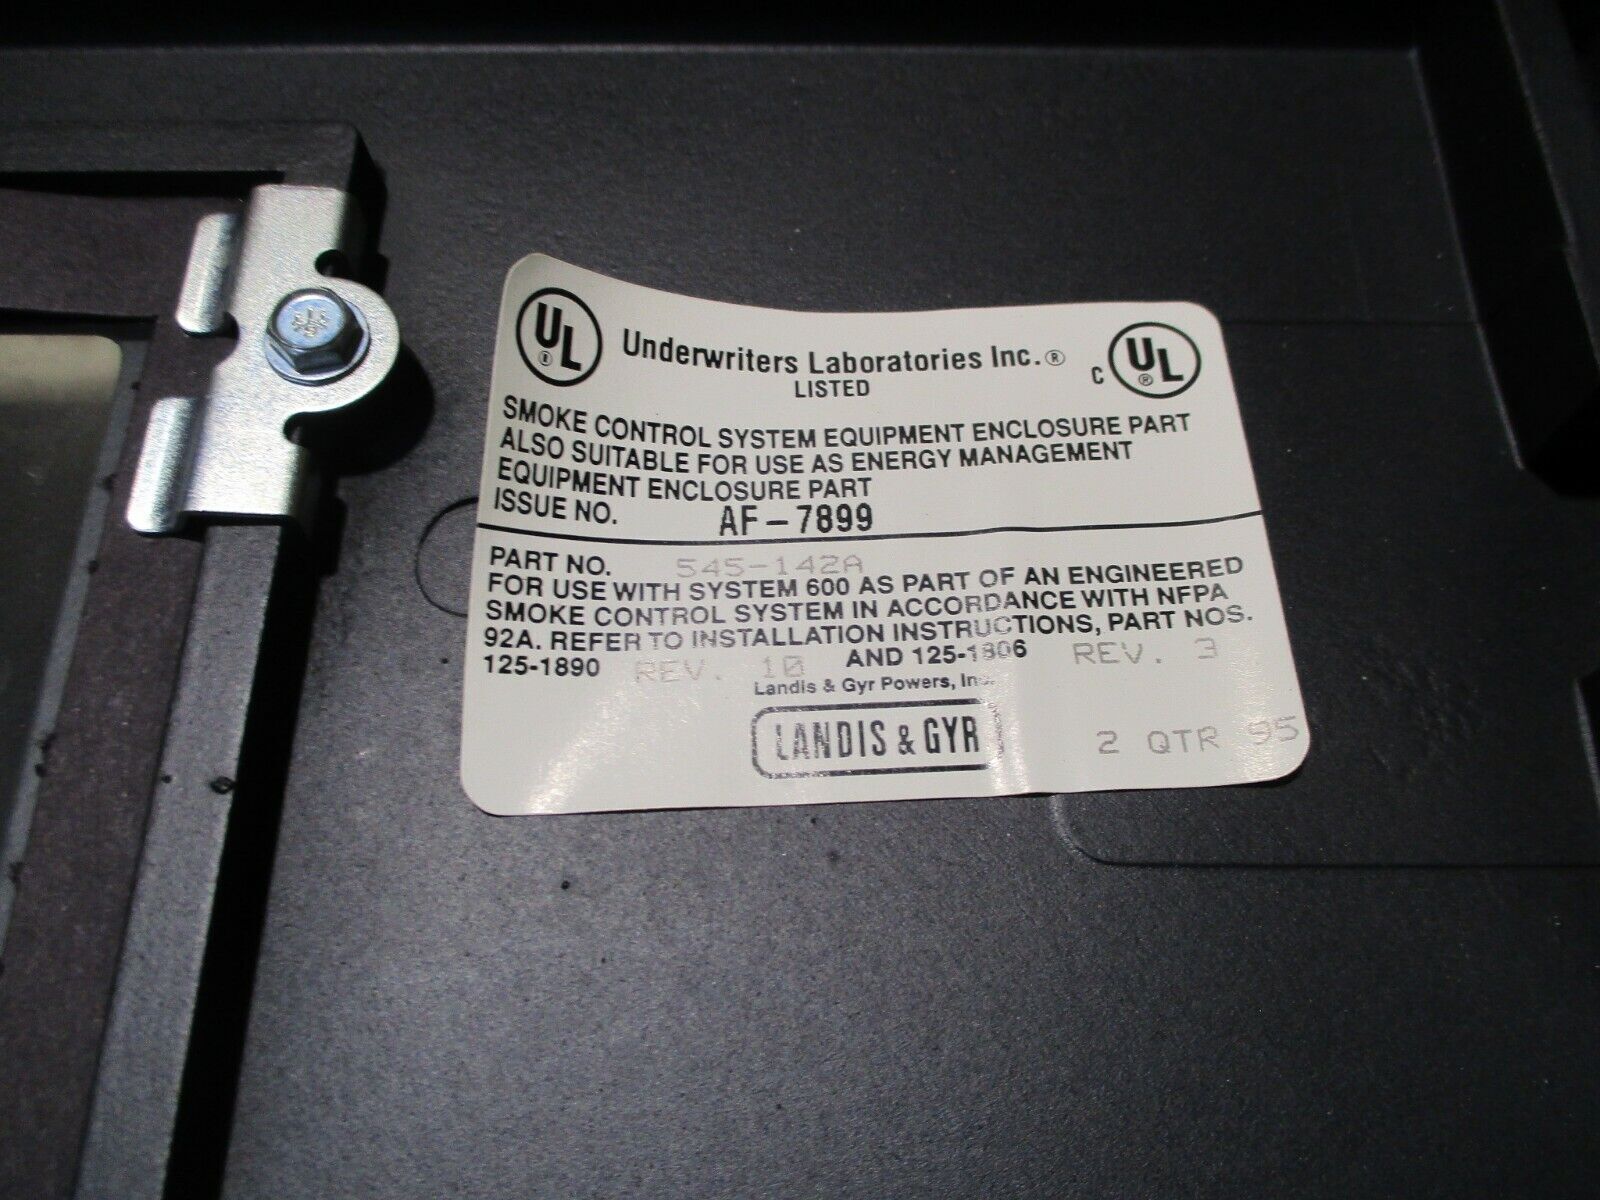 UL ® Underwriters Laboratories Inc.® C UL ®
LISTED
SMOKE CONTROL SYSTEM EQUIPMENT ENCLOSURE PART
ALSO SUITABLE FOR USE AS ENERGY MANAGEMENT
EQUIPMENT ENCLOSURE PART
ISSUE NO. AF-7899
PART NO. 545-142A
FOR USE WITH SYSTEM 600 AS PART OF AN ENGINEERED
SMOKE CONTROL SYSTEM IN ACCORDANCE WITH NFPA
92A. REFER TO INSTALLATION INSTRUCTIONS, PART NOS.
125-1890 REV. 10 AND 125-1806 REV. 3
Landis & Gyr Powers, Inc.
LANDIS & GYR
2 QTR 95